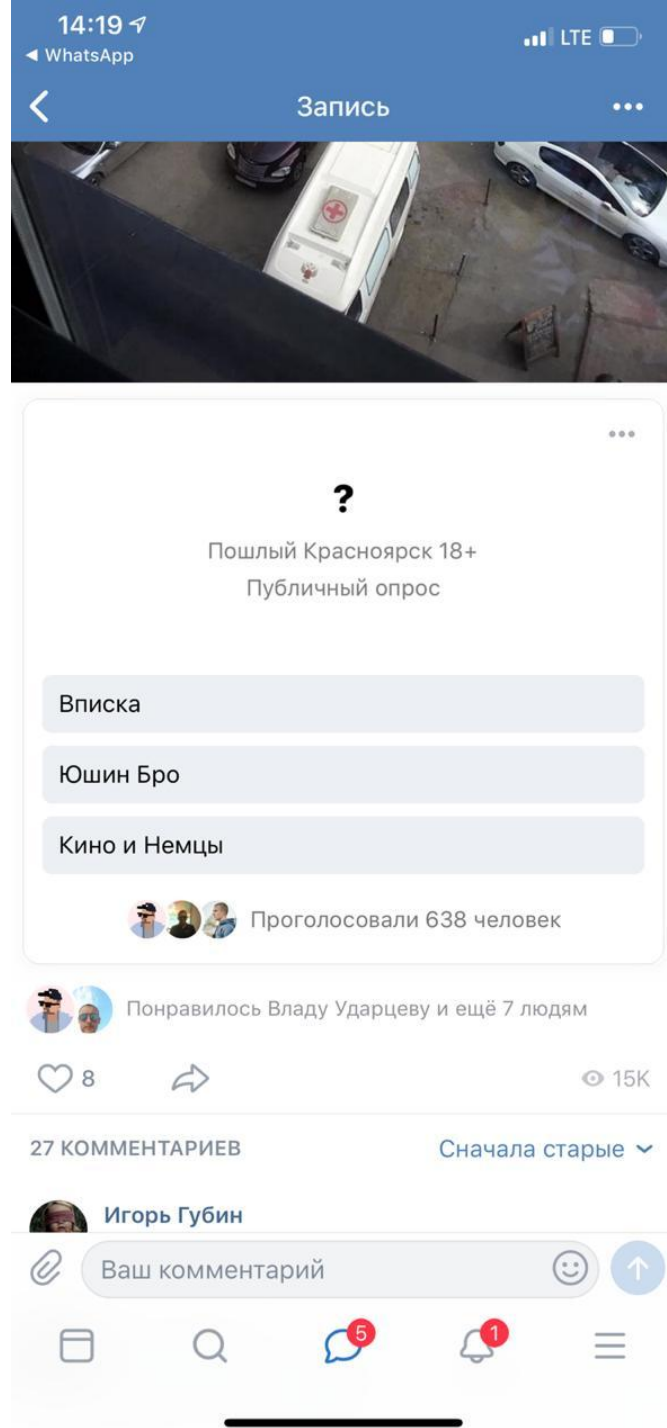 14:19
WhatsApp
LTE
Запись
?
Пошлый Красноярск 18+
Публичный опрос
Вписка
Юшин Бро
Кино и Немцы
Проголосовали 638 человек
Понравилось Владу Ударцеву и ещё 7 людям
8
15K
27 КОММЕНТАРИЕВ
Сначала старые
Игорь Губин
Ваш комментарий
5
1